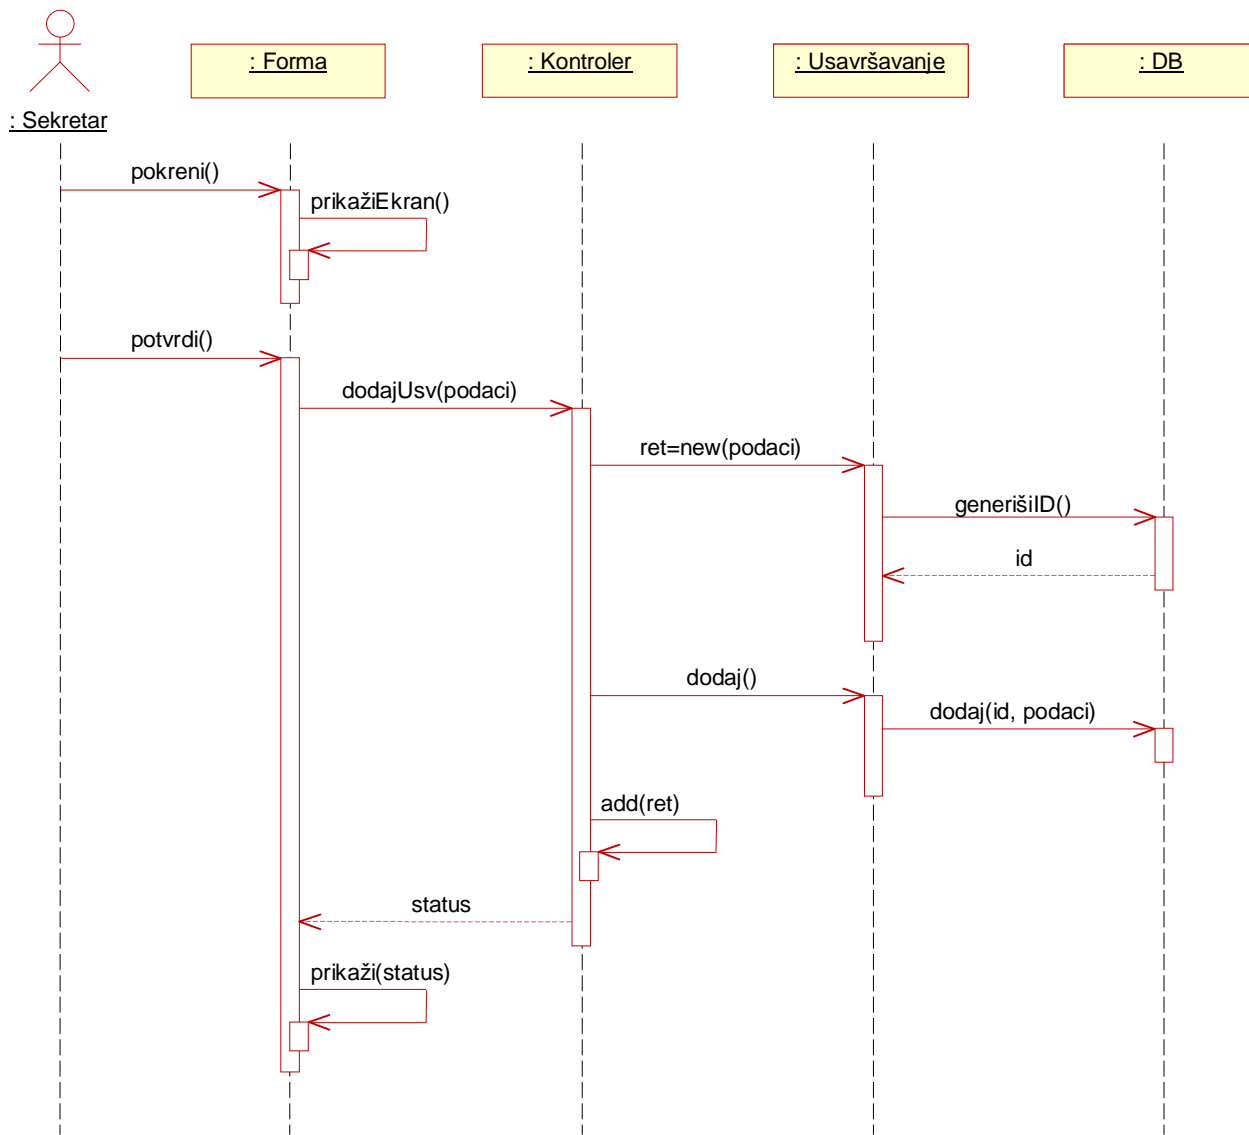 : Forma
: Kontroler
: Usavršavanje
: DB
: Sekretar
pokreni()
prikažiEkran()
potvrdi()
dodajUsv(podaci)
ret=new(podaci)
generišiID()
id
dodaj()
dodaj(id, podaci)
add(ret)
status
prikaži(status)